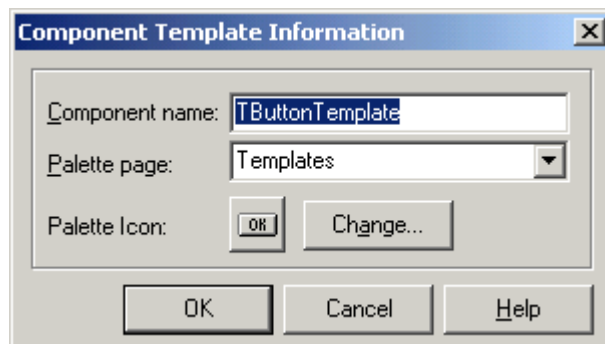 Component Template Information
Component name: TButtonTemplate
Palette page: Templates
Palette Icon: OK Change...
OK Cancel Help